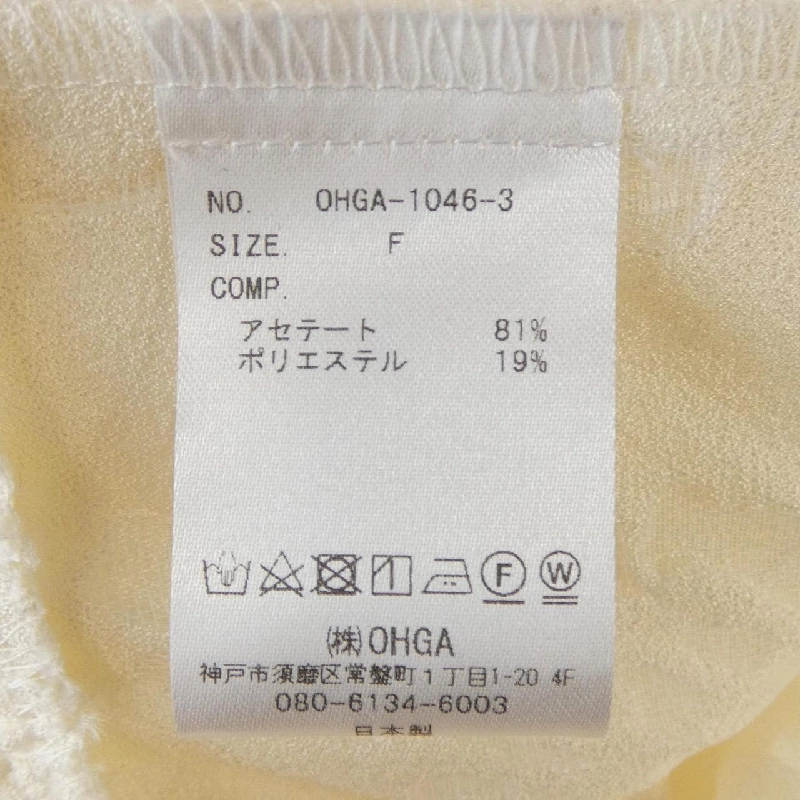 NO. OHGA-1046-3
SIZE. F
COMP.
アセテート 81%
ポリエステル 19%
F W
(株)OHGA
神戸市須磨区常盤町1丁目1-20 4F
080-6134-6003
日本製